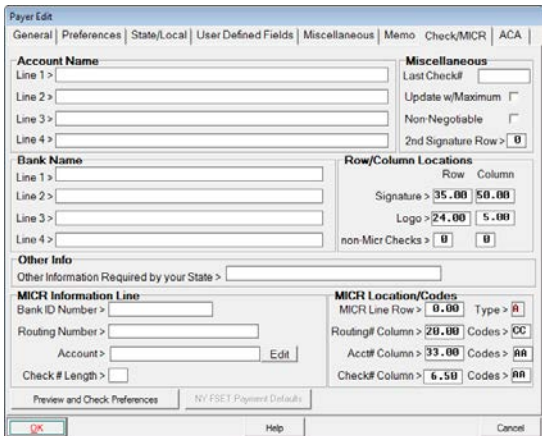 Payer Edit
General Preferences State/Local User Defined Fields Miscellaneous Memo Check/MICR ACA
Account Name
Line 1 >
Line 2 >
Line 3 >
Line 4 >
Miscellaneous
Last Check#
Update w/Maximum
Non-Negotiable
2nd Signature Row > 0
Bank Name
Line 1 >
Line 2 >
Line 3 >
Line 4 >
Row/Column Locations
Row Column
Signature > 35.00 50.00
Logo > 24.00 5.00
non-Micr Checks > 0 0
Other Info
Other Information Required by your State >
MICR Information Line
Bank ID Number >
Routing Number >
Account > Edit
Check # Length >
MICR Location/Codes
MICR Line Row > 0.00 Type > A
Routing# Column > 20.00 Codes > CC
Acct# Column > 33.00 Codes > AA
Check# Column > 6.50 Codes > AA
Preview and Check Preferences NY FSET Payment Defaults
OK Help Cancel